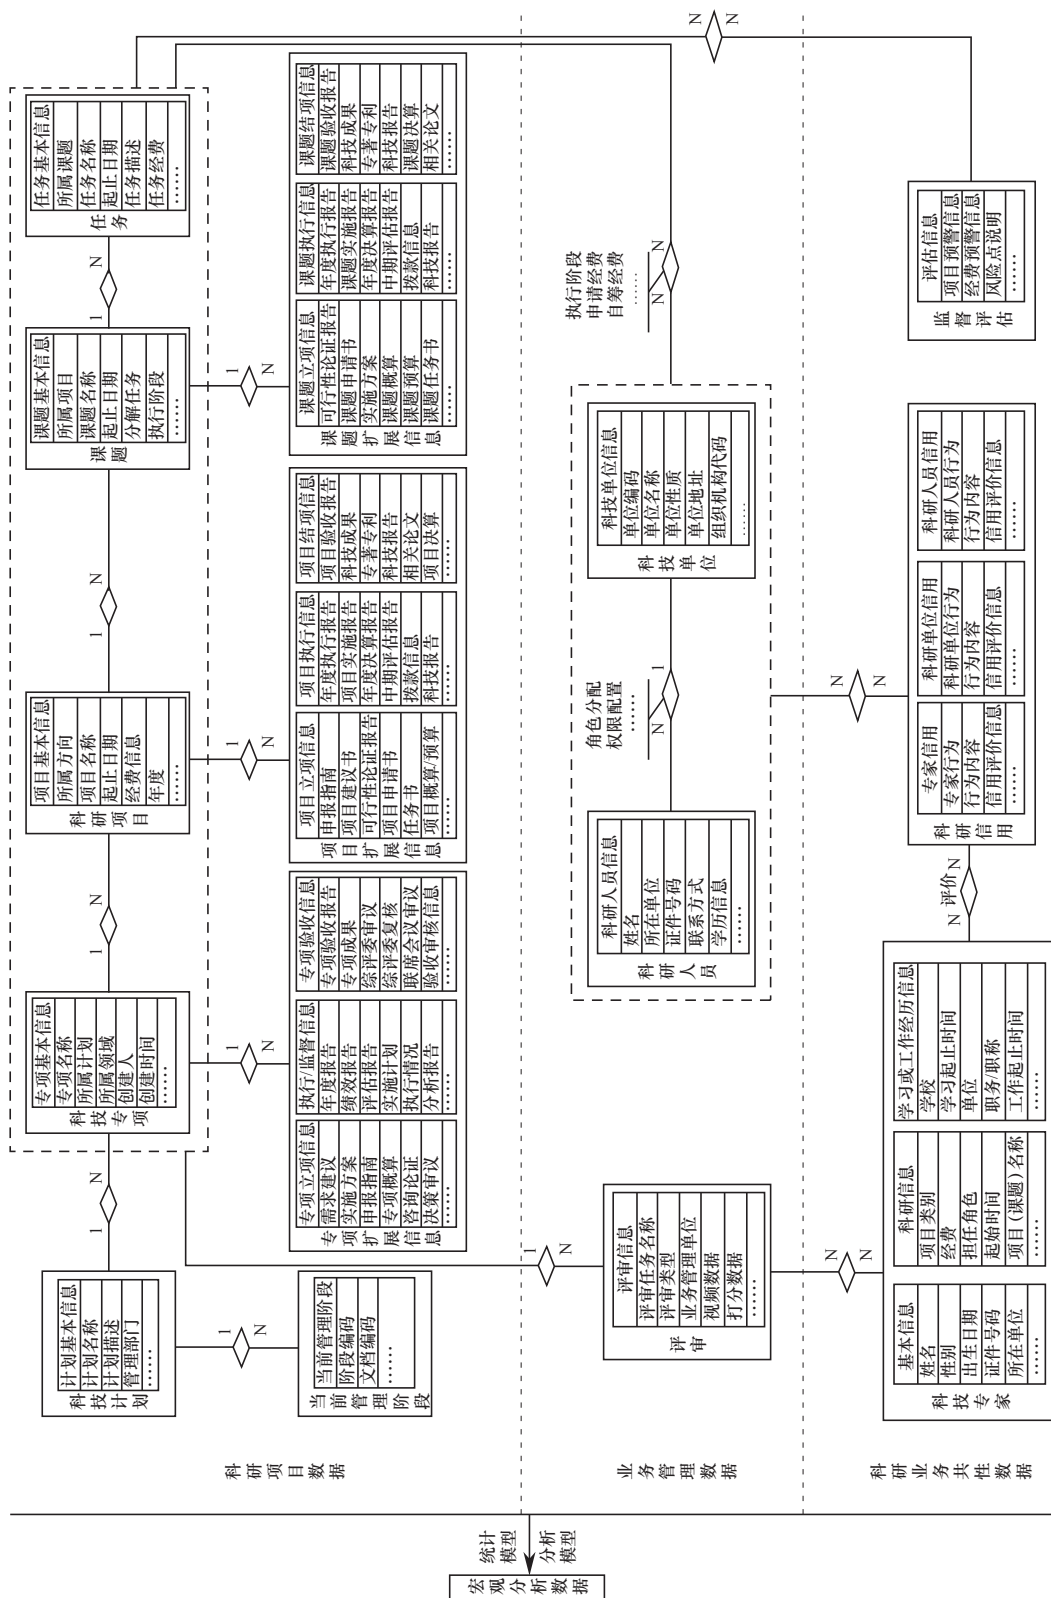 宏观分析数据
统计
模型
分析
模型
科研项目数据
业务管理数据
科研业务共性数据
科技计划
计划基本信息
计划名称
计划描述
管理部门
……
1
N
当前管理阶段
当前管理阶段
阶段编码
文档编码
……
1
N
科技专项
专项基本信息
专项名称
所属计划
所属领域
创建人
创建时间
……
1
N
专项扩展信息
专项立项信息
需求建议
实施方案
申报指南
专项概算
咨询论证
决策审议
……
执行/监督信息
年度报告
绩效报告
评估报告
实施计划
执行情况
分析报告
……
专项验收信息
专项验收报告
专项成果
综评委审议
综评委复核
联席会议审议
验收审核信息
……
1
N
科研项目
项目基本信息
所属方向
项目名称
起止日期
经费信息
年度
……
1
N
项目扩展信息
项目立项信息
申报指南
项目建议书
可行性论证报告
项目申请书
任务书
项目概算/预算
……
项目执行信息
年度执行报告
项目实施报告
年度决算报告
中期评估报告
拨款信息
科技报告
……
项目结项信息
项目验收报告
科技成果
专著专利
科技报告
相关论文
项目决算
……
1
N
课题
课题基本信息
所属项目
课题名称
起止日期
分解任务
执行阶段
……
1
N
课题扩展信息
课题立项信息
可行性论证报告
课题申请书
实施方案
课题概算
课题预算
课题任务书
……
课题执行信息
年度执行报告
课题实施报告
年度决算报告
中期评估报告
拨款信息
科技报告
……
课题结项信息
课题验收报告
科技成果
专著专利
科技报告
课题决算
相关论文
……
1
N
任务
任务基本信息
所属课题
任务名称
起止日期
任务描述
任务经费
……
1
N
评审
评审信息
评审任务名称
评审类型
业务管理单位
视频数据
打分数据
……
N
N
科研人员
科研人员信息
姓名
所在单位
证件号码
联系方式
学历信息
……
角色分配
权限配置
……
N
1
科技单位
科技单位信息
单位编码
单位名称
单位性质
单位地址
组织机构代码
……
执行阶段
申请经费
自筹经费
……
N
N
科技专家
基本信息
姓名
性别
出生日期
证件号码
所在单位
……
科研信息
项目类别
经费
担任角色
起始时间
项目(课题)名称
……
学习或工作经历信息
学校
学习起止时间
单位
职务/职称
工作起止时间
……
N
评价
N
科研信用
专家信用
专家行为
行为内容
信用评价信息
……
科研单位信用
科研单位行为
行为内容
信用评价信息
……
科研人员信用
科研人员行为
行为内容
信用评价信息
……
N
N
监督评估
评估信息
项目预警信息
经费预警信息
风险点说明
……
N
N